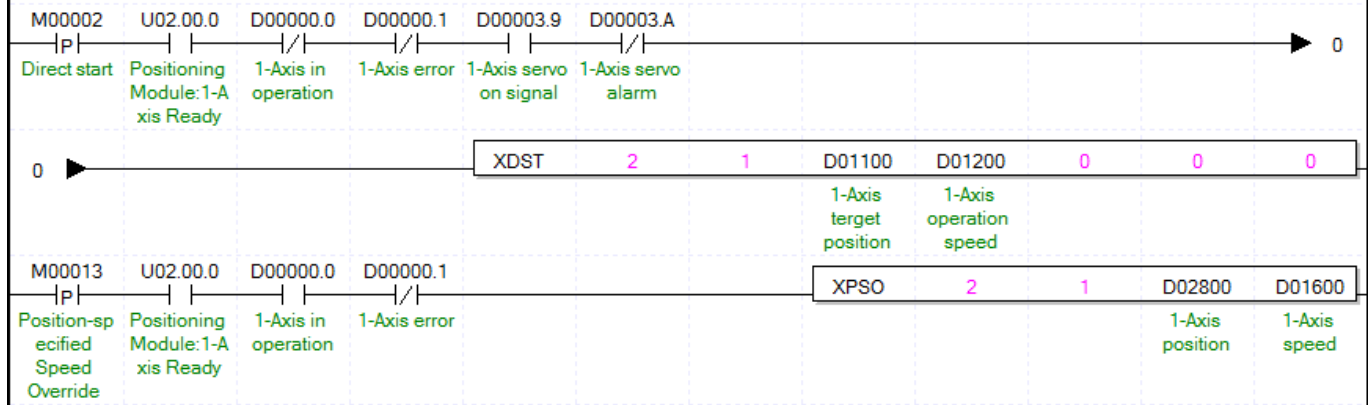 M00002 U02.00.0 D00000.0 D00000.1 D00003.9 D00003.A
P
0
Direct start Positioning 1-Axis in 1-Axis error 1-Axis servo 1-Axis servo
Module:1-A operation on signal alarm
xis Ready
0 XDST 2 1 D01100 D01200 0 0 0
1-Axis 1-Axis
terget operation
position speed
M00013 U02.00.0 D00000.0 D00000.1
P
XPSO 2 1 D02800 D01600
Position-sp Positioning 1-Axis in 1-Axis error 1-Axis 1-Axis
ecified Module:1-A operation position speed
Speed xis Ready
Override